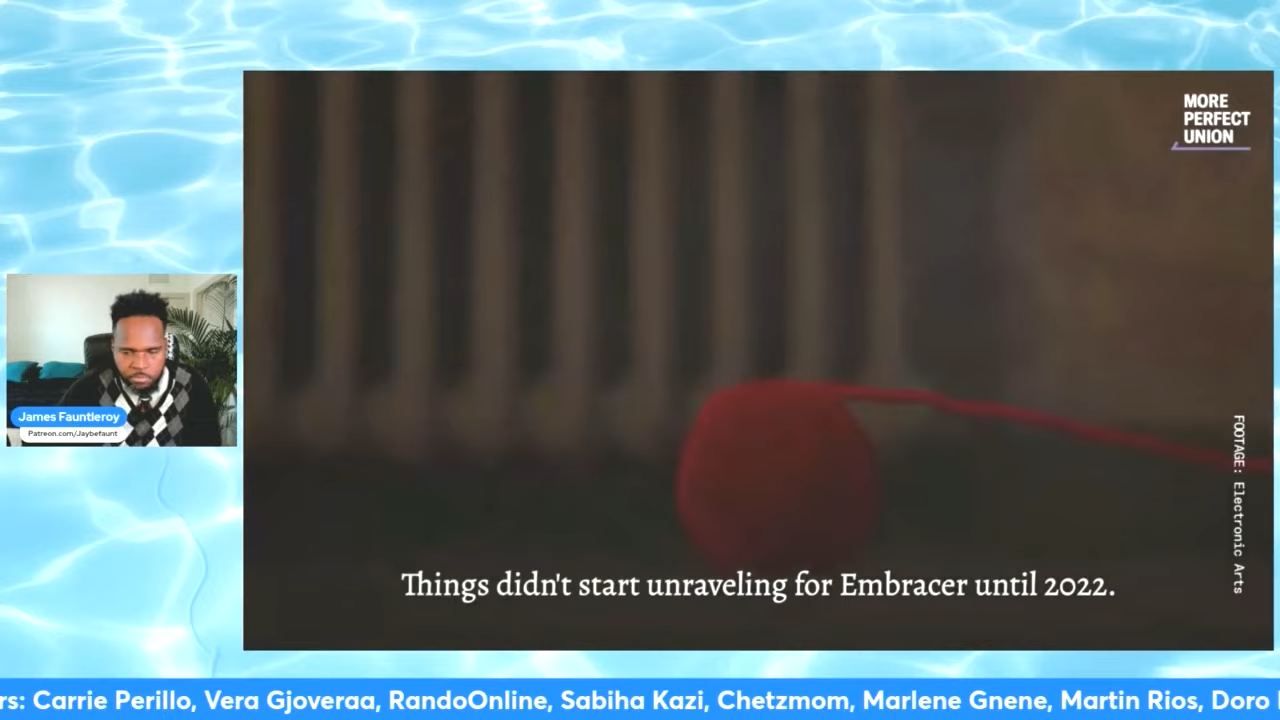 MORE
PERFECT
UNION
FOOTAGE: Electronic Arts
James Fauntleroy
Patreon.com/Jaybefaunt
Things didn't start unraveling for Embracer until 2022.
rs: Carrie Perillo, Vera Gjoveraa, RandoOnline, Sabiha Kazi, Chetzmom, Marlene Gnene, Martin Rios, Doro